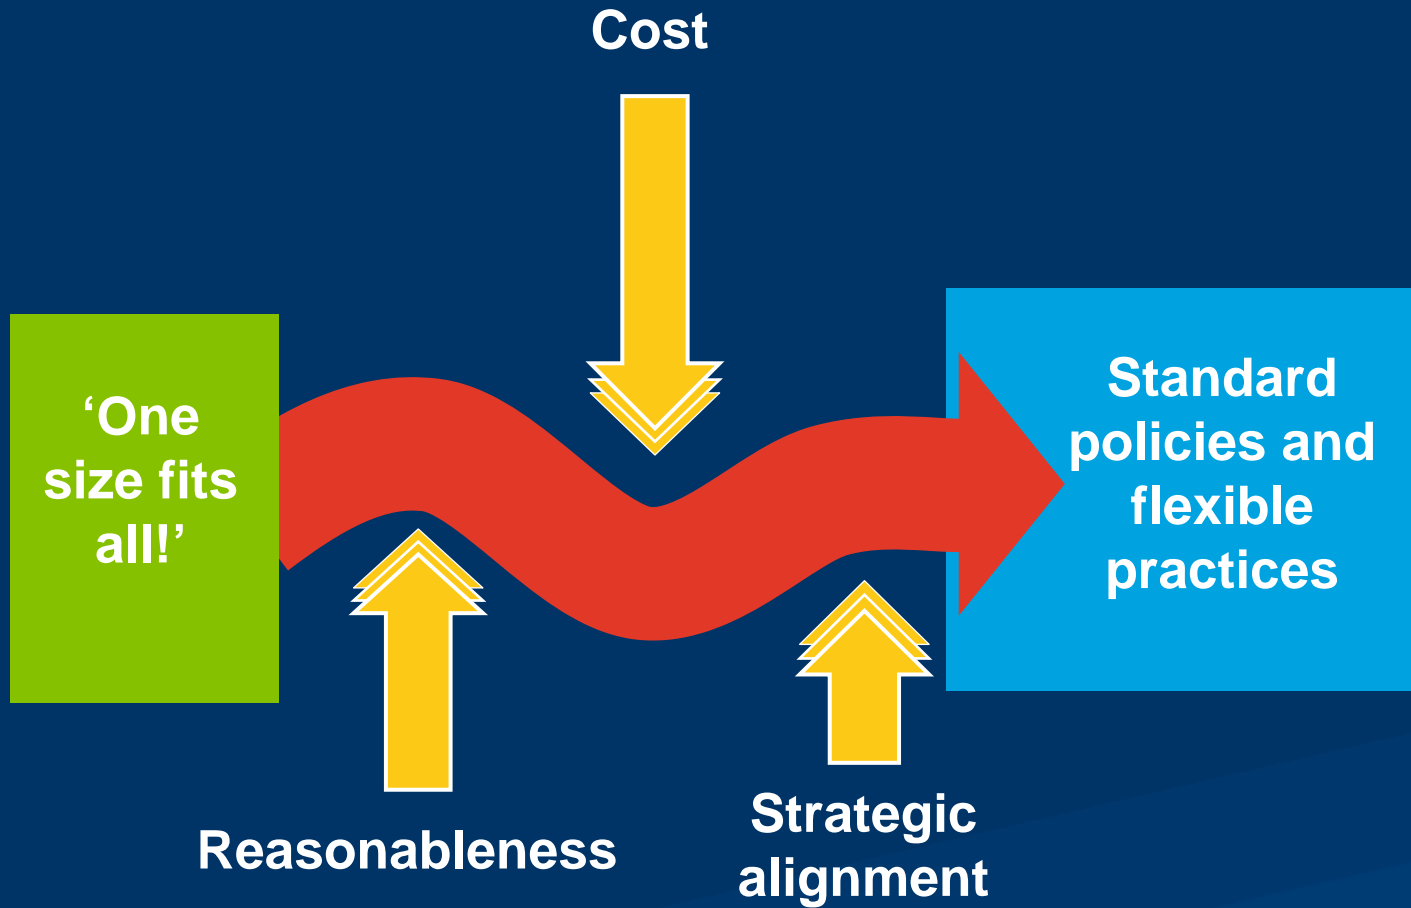 Cost
‘One
size fits
all!’
Standard
policies and
flexible
practices
Reasonableness
Strategic
alignment